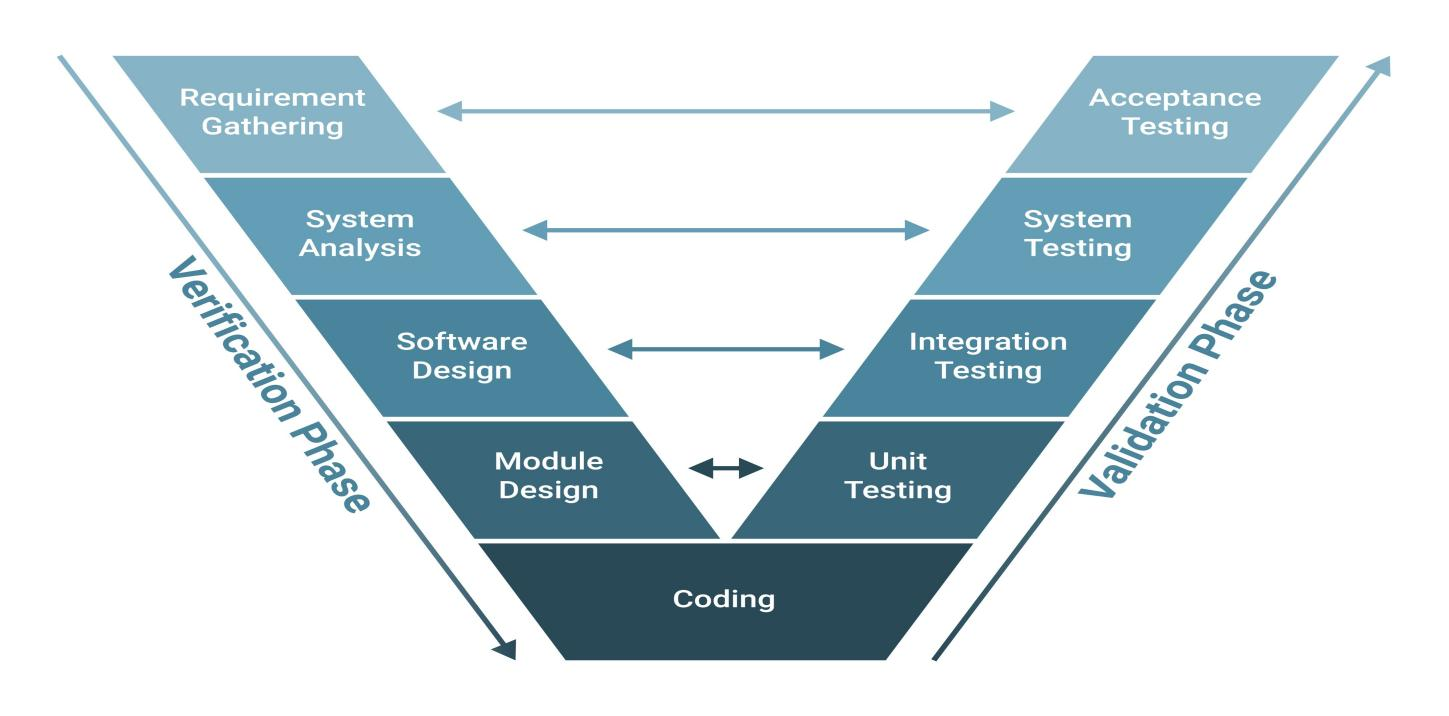 Requirement
Gathering
Acceptance
Testing
System
Analysis
System
Testing
Software
Design
Integration
Testing
Module
Design
Unit
Testing
Coding
Verification Phase
Validation Phase